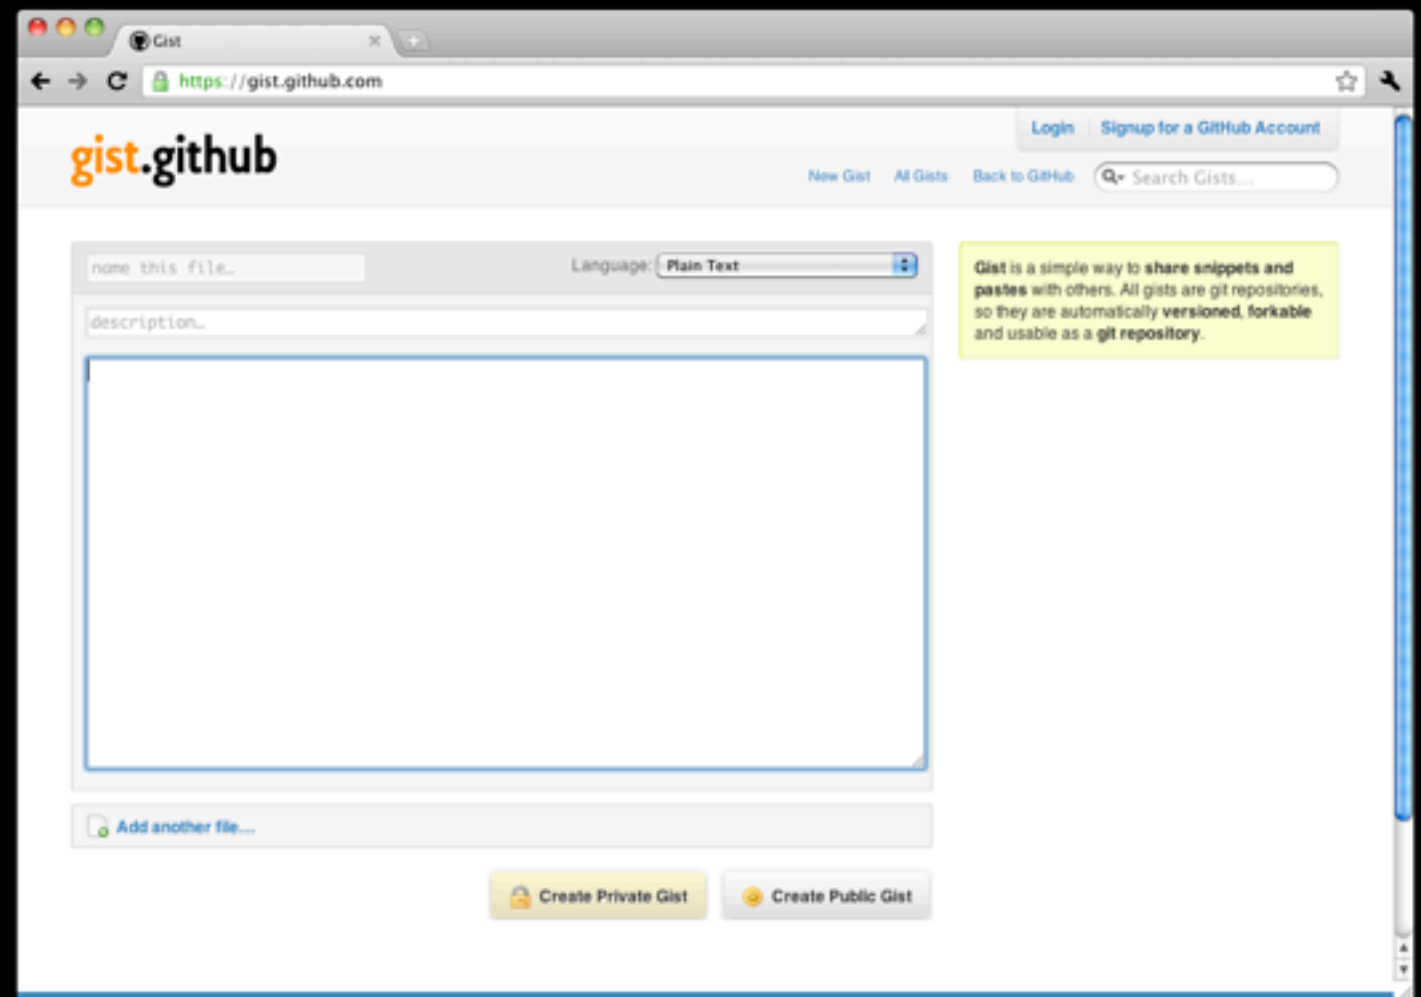 Gist
https://gist.github.com
Login Signup for a GitHub Account
gist.github
New Gist All Gists Back to GitHub Search Gists...
name this file… Language: Plain Text
description…
Add another file...
Create Private Gist Create Public Gist
Gist is a simple way to share snippets and
pastes with others. All gists are git repositories,
so they are automatically versioned, forkable
and usable as a git repository.